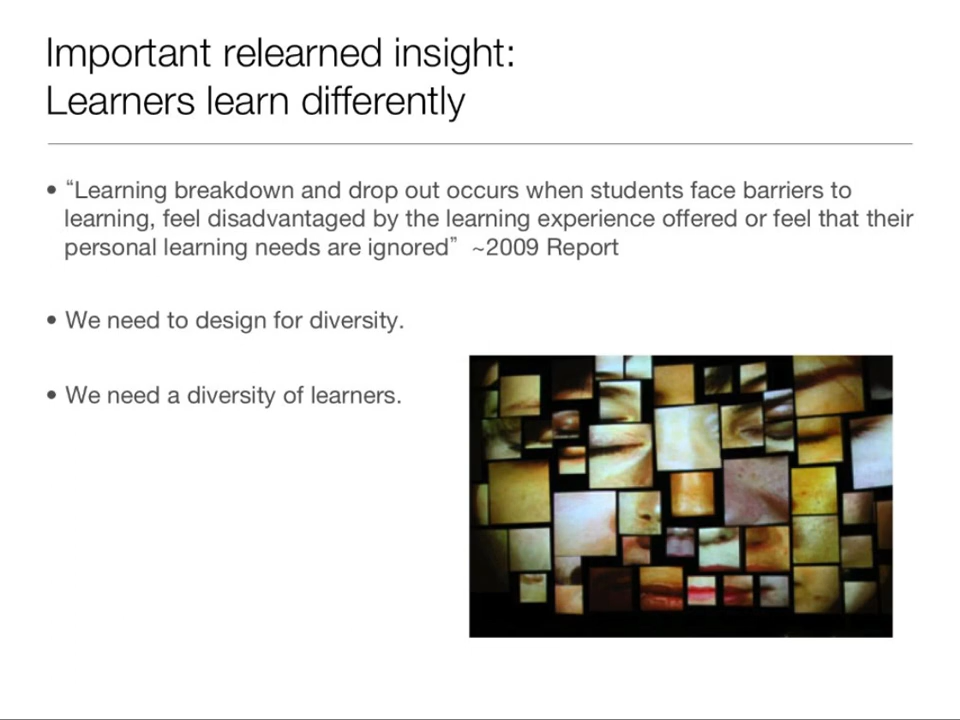 Important relearned insight:
Learners learn differently
• “Learning breakdown and drop out occurs when students face barriers to
learning, feel disadvantaged by the learning experience offered or feel that their
personal learning needs are ignored” ~2009 Report
• We need to design for diversity.
• We need a diversity of learners.